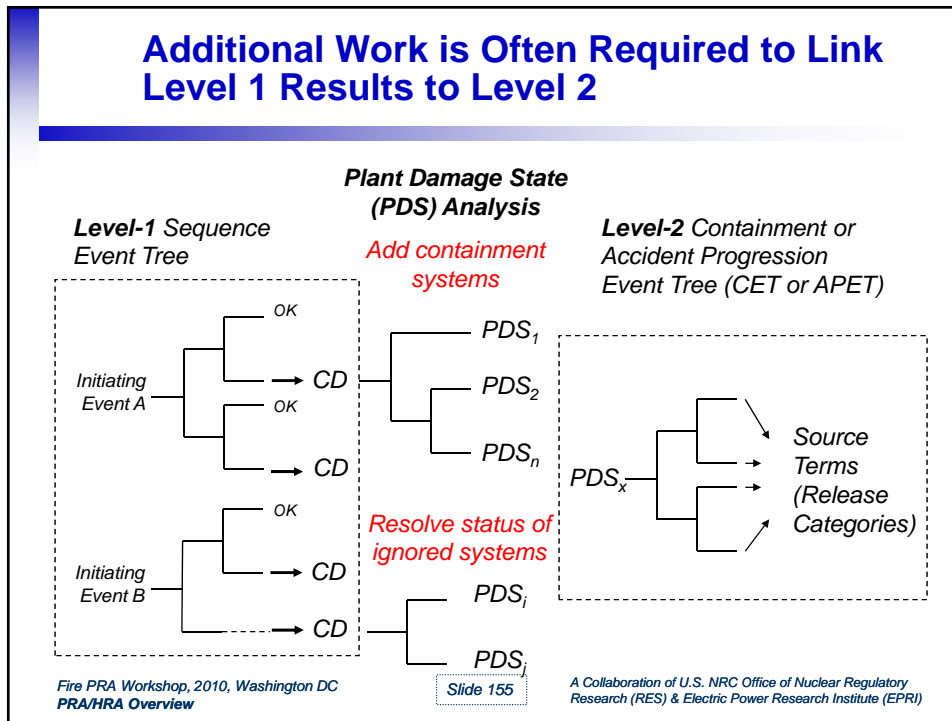 Additional Work is Often Required to Link
Level 1 Results to Level 2
Plant Damage State
(PDS) Analysis
Level-1 Sequence
Event Tree
Add containment
systems
Level-2 Containment or
Accident Progression
Event Tree (CET or APET)
Initiating
Event A
OK
CD
OK
CD
PDS1
PDS2
PDSn
Initiating
Event B
OK
CD
CD
Resolve status of
ignored systems
PDSi
PDSj
PDSx
Source
Terms
(Release
Categories)
Fire PRA Workshop, 2010, Washington DC
PRA/HRA Overview
Slide 155
A Collaboration of U.S. NRC Office of Nuclear Regulatory
Research (RES) & Electric Power Research Institute (EPRI)